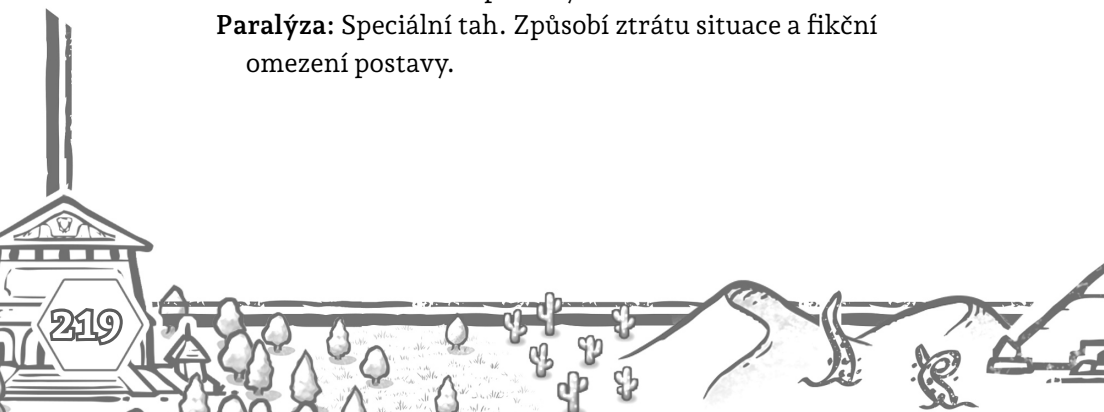 Paralýza: Speciální tah. Způsobí ztrátu situace a fikční
omezení postavy.
219